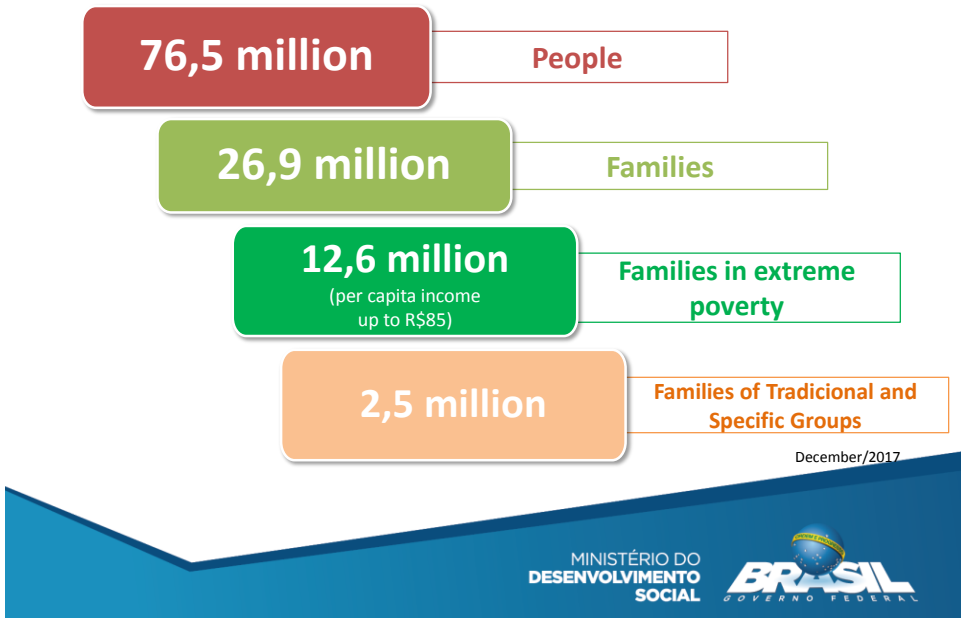 76,5 million
People
26,9 million
Families
12,6 million
(per capita income
up to R$85)
Families in extreme
poverty
2,5 million
Families of Tradicional and
Specific Groups
December/2017
MINISTÉRIO DO
DESENVOLVIMENTO
SOCIAL
BRASIL
GOVERNO FEDERAL